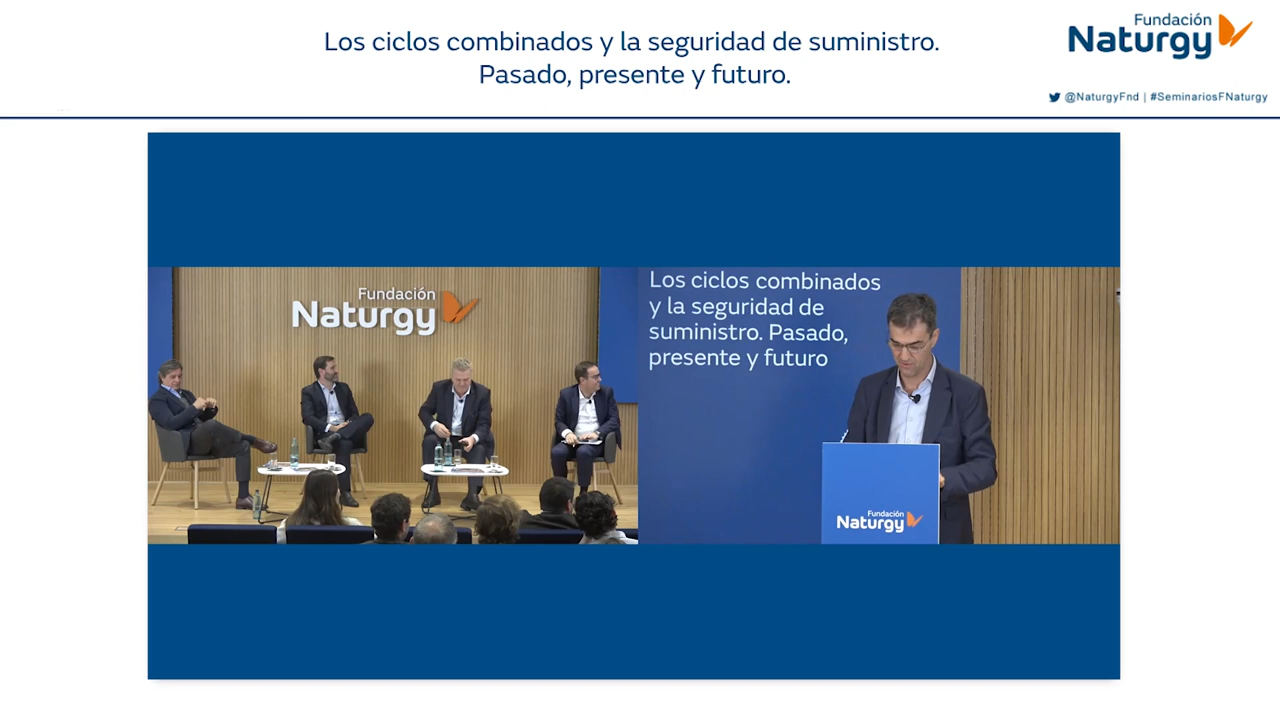 Los ciclos combinados y la seguridad de suministro.
Pasado, presente y futuro.
Fundación
Naturgy
@NaturgyFnd | #SeminariosFNaturgy
Fundación
Naturgy
Los ciclos combinados
y la seguridad de
suministro. Pasado,
presente y futuro
Fundación
Naturgy